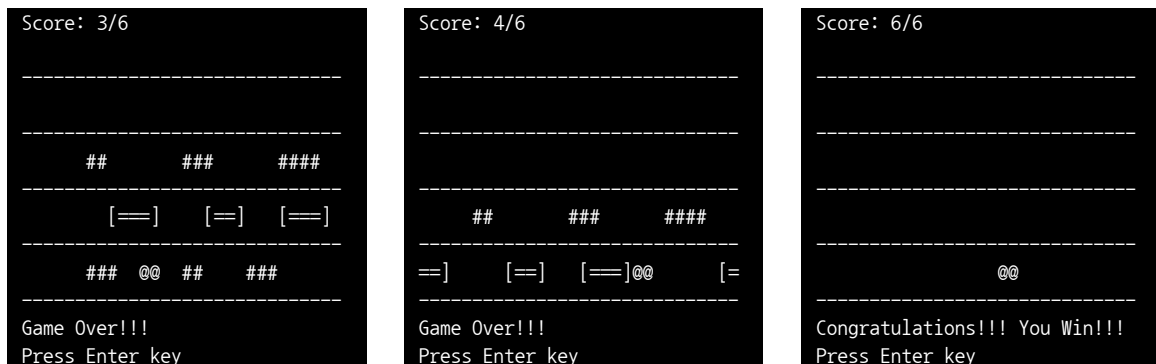 Score: 3/6
------------------------------
------------------------------
      ##       ###      ####
------------------------------
        [===]    [==]   [===]
------------------------------
      ###  @@  ##    ###
------------------------------
Game Over!!!
Press Enter key
Score: 4/6
------------------------------
------------------------------
------------------------------
     ##       ###      ####
------------------------------
==]     [==]   [===]@@      [=
------------------------------
Game Over!!!
Press Enter key
Score: 6/6
------------------------------
------------------------------
------------------------------
------------------------------
                 @@
------------------------------
Congratulations!!! You Win!!!
Press Enter key